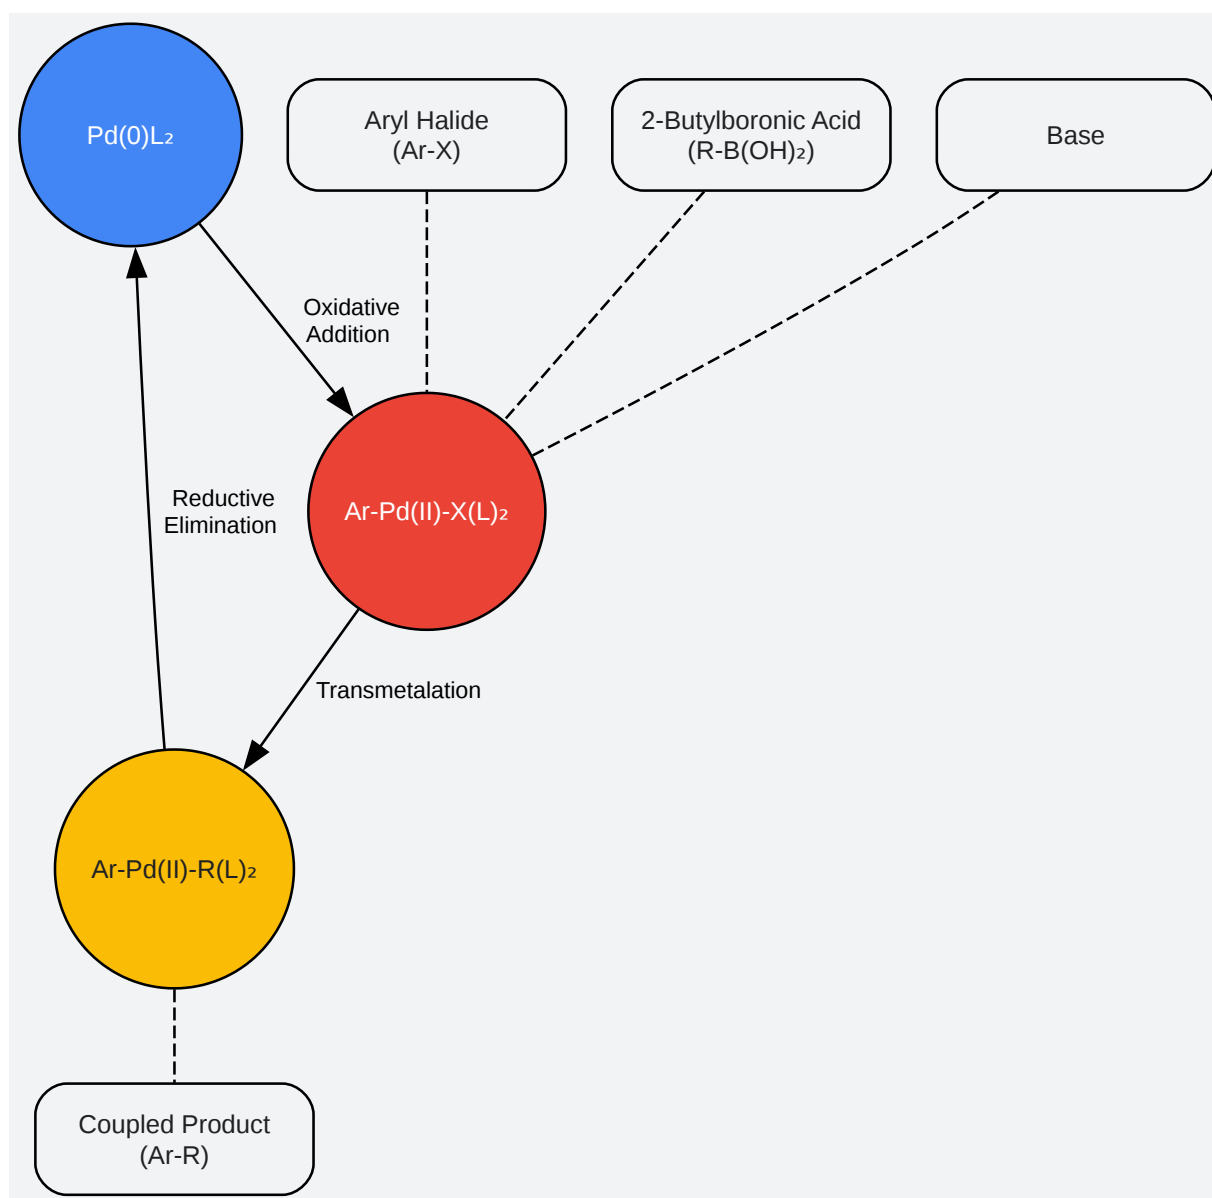 Pd(0)L₂
Aryl Halide
(Ar-X)
2-Butylboronic Acid
(R-B(OH)₂)
Base
Oxidative
Addition
Reductive
Elimination
Ar-Pd(II)-X(L)₂
Transmetalation
Ar-Pd(II)-R(L)₂
Coupled Product
(Ar-R)